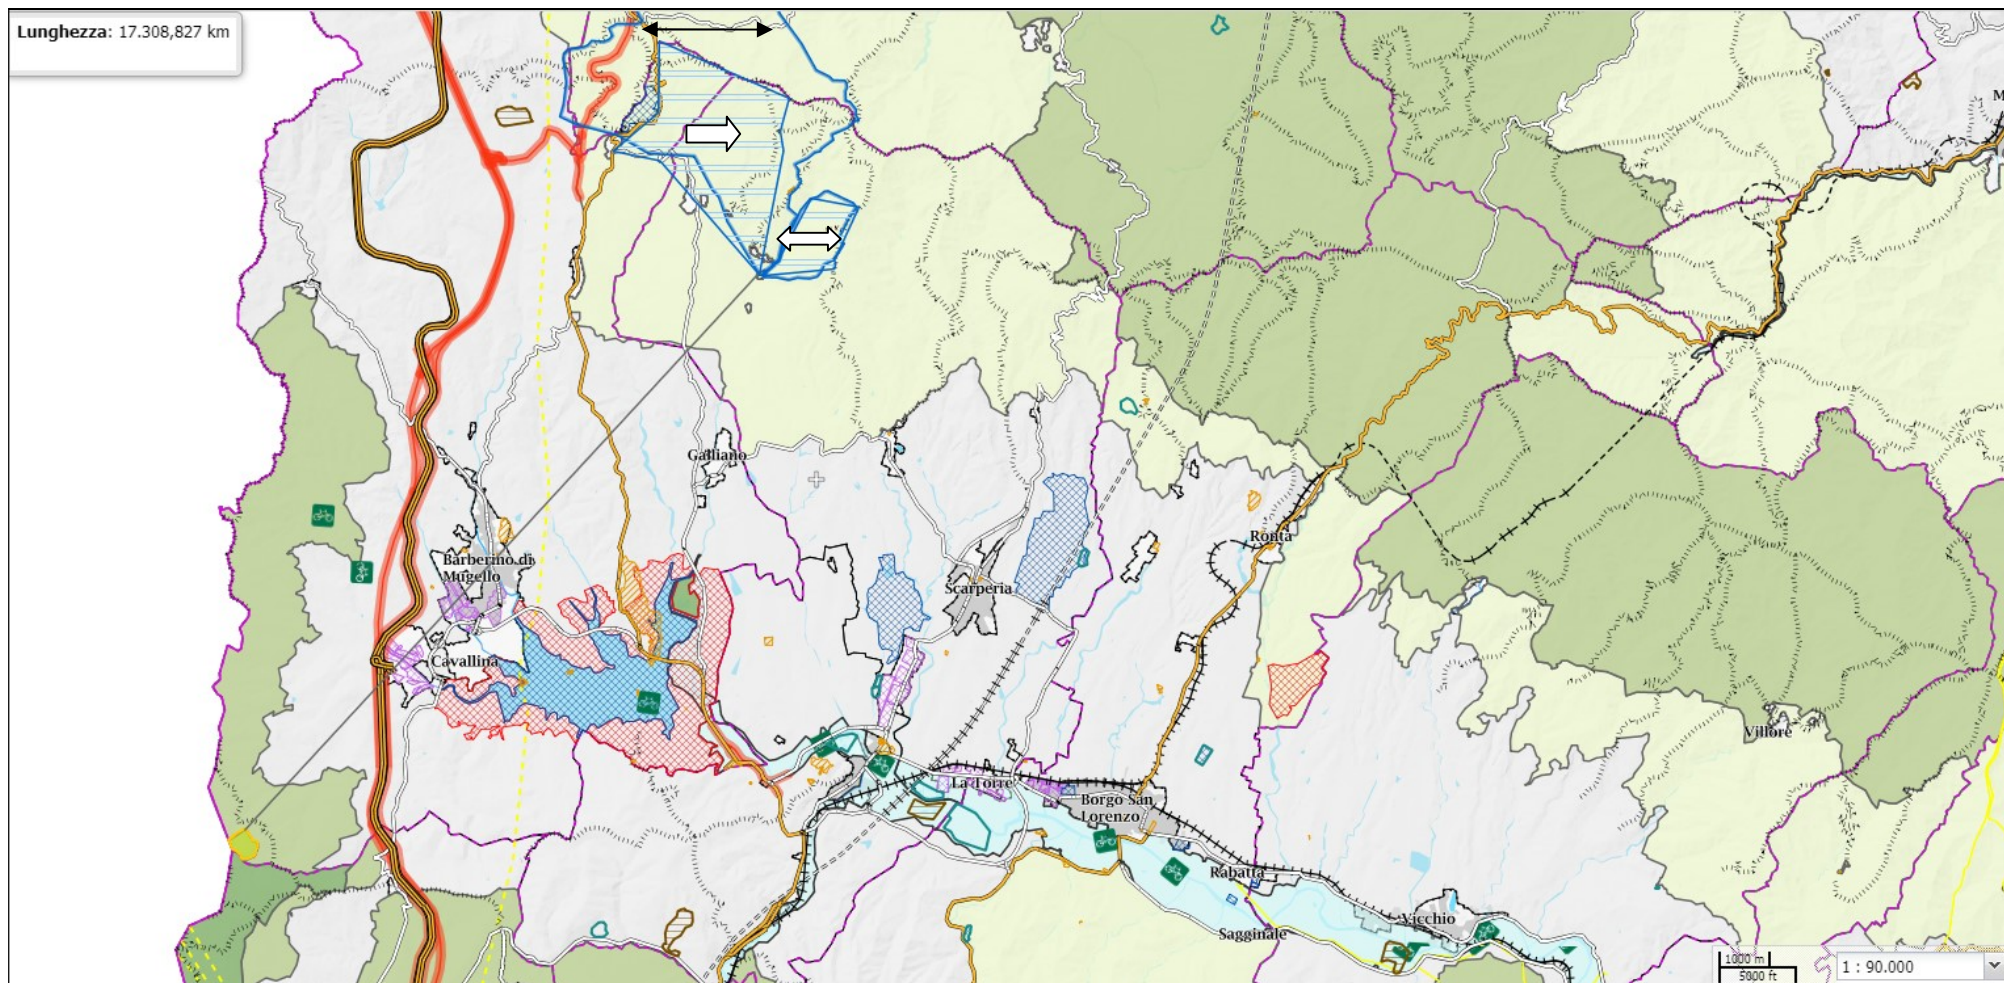 Lunghezza: 17.308,827 km
M
Galliano
Ronta
Barberino di
Mugello
Scarperia
Cavallina
Villore
La Torre
Borgo San
Lorenzo
Rabatta
Vicchio
Sagginale
1000 m
5000 ft
1 : 90.000